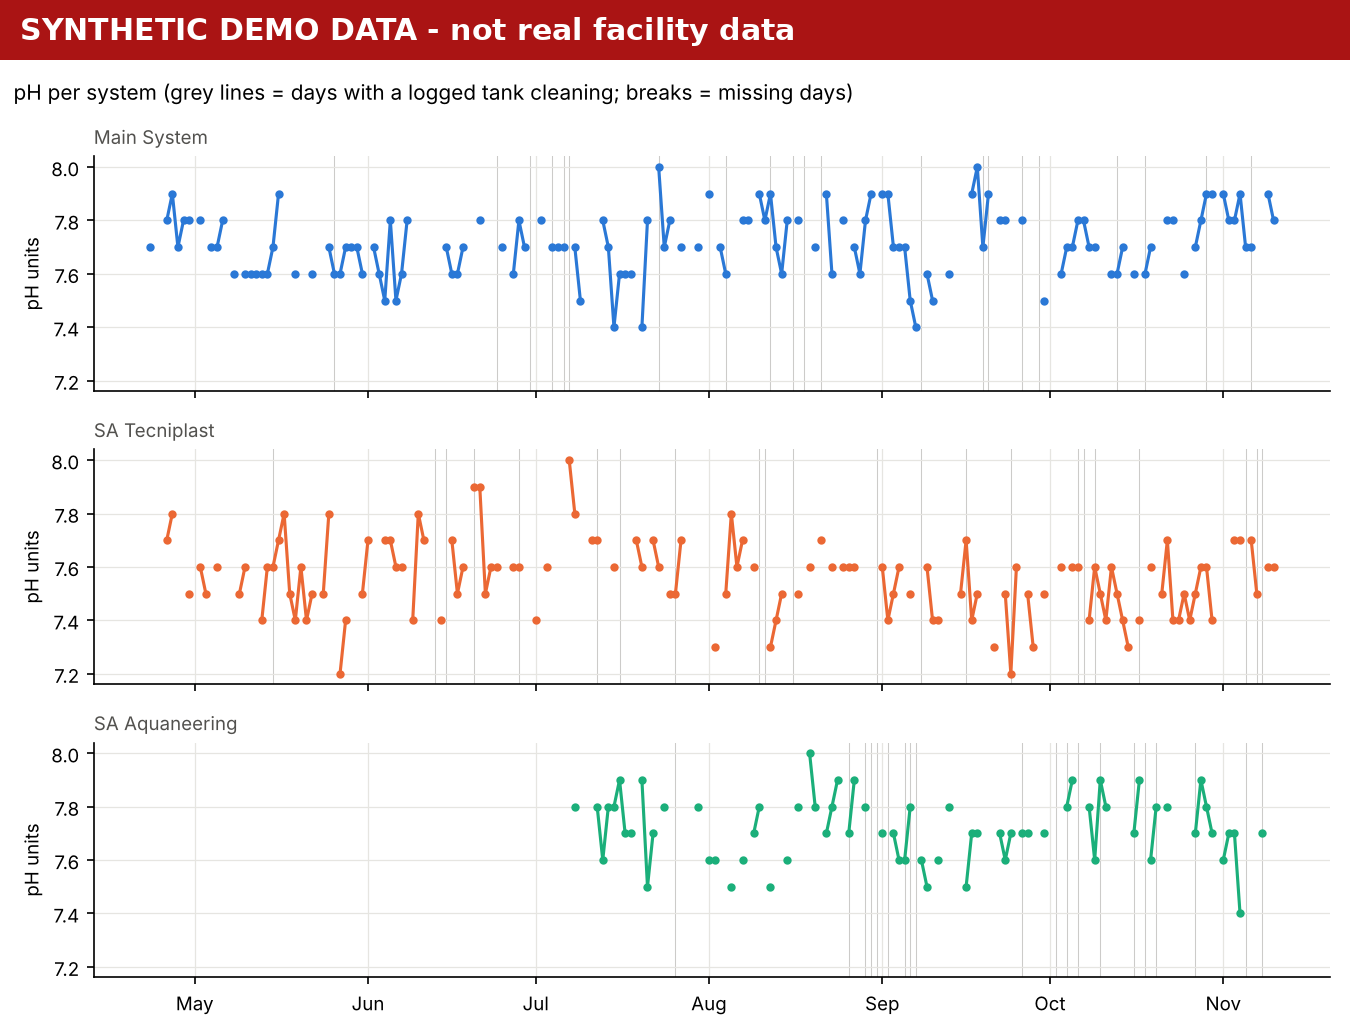 SYNTHETIC DEMO DATA - not real facility data
pH per system (grey lines = days with a logged tank cleaning; breaks = missing days)
Main System
8.0
7.8
7.6
7.4
7.2
pH units
SA Tecniplast
8.0
7.8
7.6
7.4
7.2
pH units
SA Aquaneering
8.0
7.8
7.6
7.4
7.2
pH units
May Jun Jul Aug Sep Oct Nov